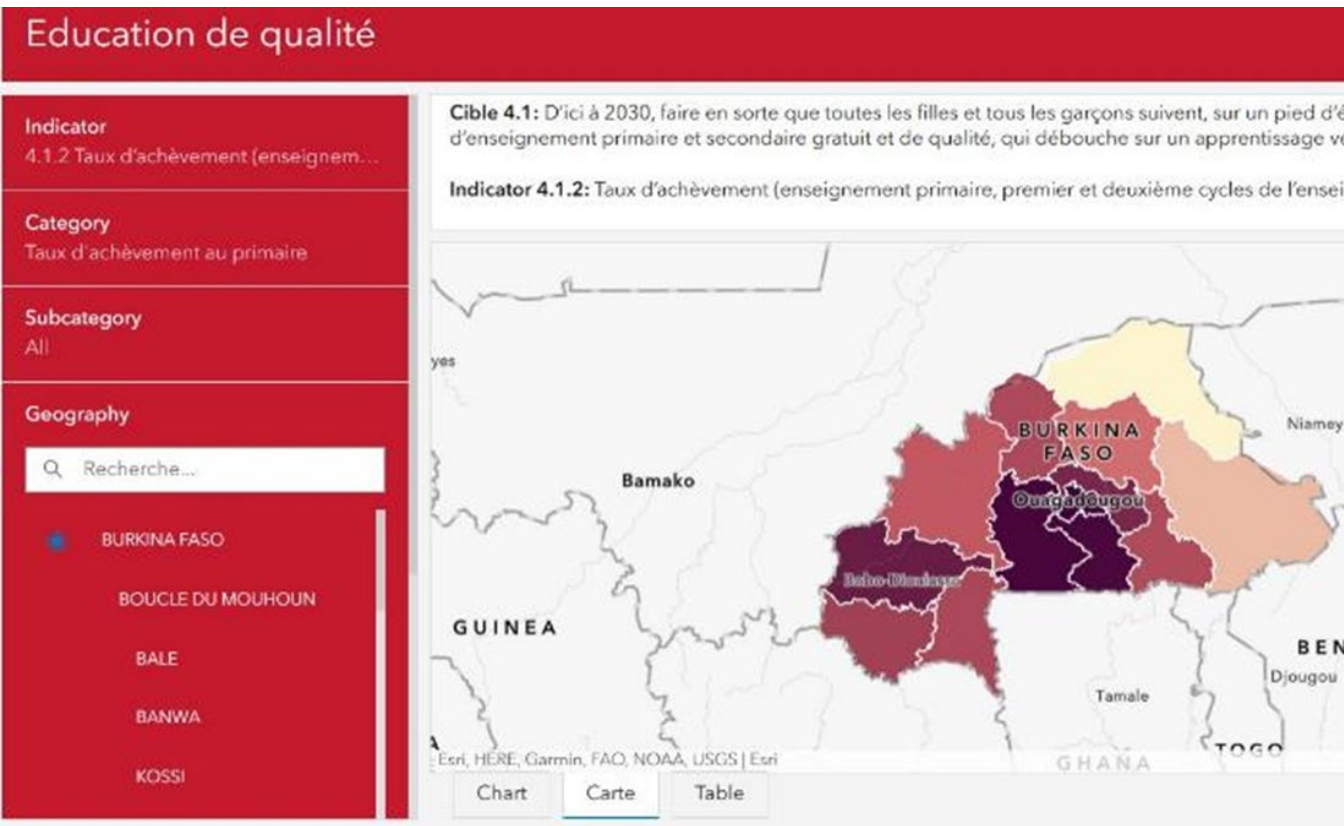 Education de qualité
Indicator
4.1.2 Taux d'achèvement (enseignem...
Category
Taux d'achèvement au primaire
Subcategory
All
Geography
Recherche...
BURKINA FASO
BOUCLE DU MOUHOUN
BALE
BANWA
KOSSI
Cible 4.1: D'ici à 2030, faire en sorte que toutes les filles et tous les garçons suivent, sur un pied
d'enseignement primaire et secondaire gratuit et de qualité, qui débouche sur un apprentissage
Indicator 4.1.2: Taux d'achèvement (enseignement primaire, premier et deuxième cycles de
yes
BURKINA
FASO
Niamey
Bamako
Ouagadougou
Bobo-Dioulasso
GUINEA
BEN
Djougou
Tamale
TOGO
GHANA
Esri, HERE, Garmin, FAO, NOAA, USGS | Esri
Chart
Carte
Table